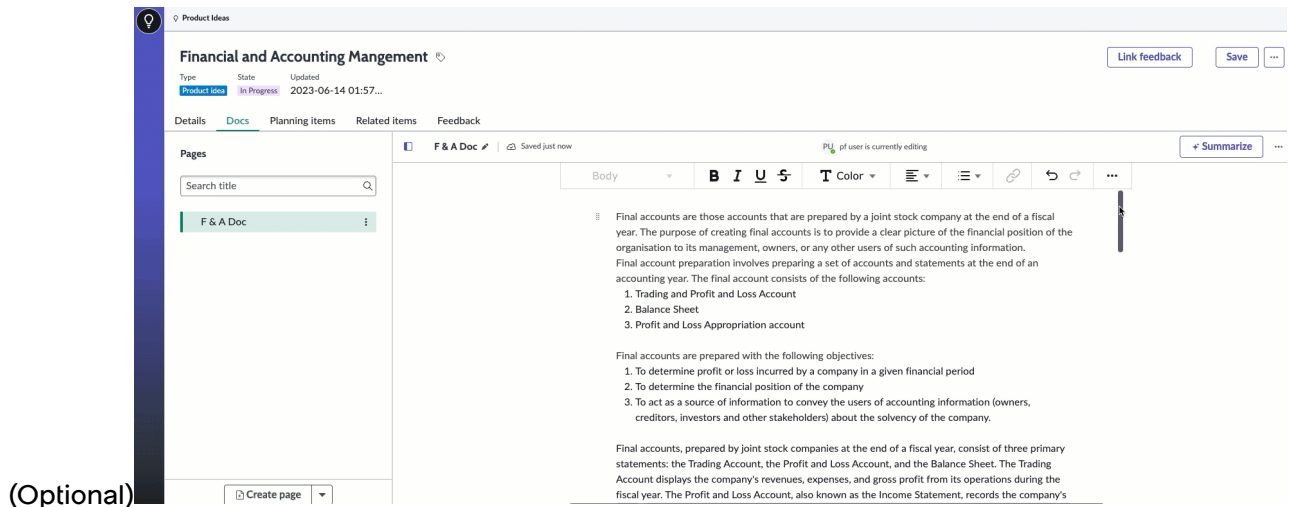 Product Ideas
Financial and Accounting Mangement
Link feedback
Save
Type State Updated
Product idea In Progress 2023-06-14 01:57...
Details Docs Planning items Related items Feedback
Pages
F & A Doc
Saved just now
PU pf user is currently editing
Summarize
Search title
Body
B I U S T Color
F & A Doc
Final accounts are those accounts that are prepared by a joint stock company at the end of a fiscal
year. The purpose of creating final accounts is to provide a clear picture of the financial position of the
organisation to its management, owners, or any other users of such accounting information.
Final account preparation involves preparing a set of accounts and statements at the end of an
accounting year. The final account consists of the following accounts:
1. Trading and Profit and Loss Account
2. Balance Sheet
3. Profit and Loss Appropriation account
Final accounts are prepared with the following objectives:
1. To determine profit or loss incurred by a company in a given financial period
2. To determine the financial position of the company
3. To act as a source of information to convey the users of accounting information (owners,
creditors, investors and other stakeholders) about the solvency of the company.
Final accounts, prepared by joint stock companies at the end of a fiscal year, consist of three primary
statements: the Trading Account, the Profit and Loss Account, and the Balance Sheet. The Trading
Account displays the company's revenues, expenses, and gross profit from its operations during the
fiscal year. The Profit and Loss Account, also known as the Income Statement, records the company's
Create page
(Optional)